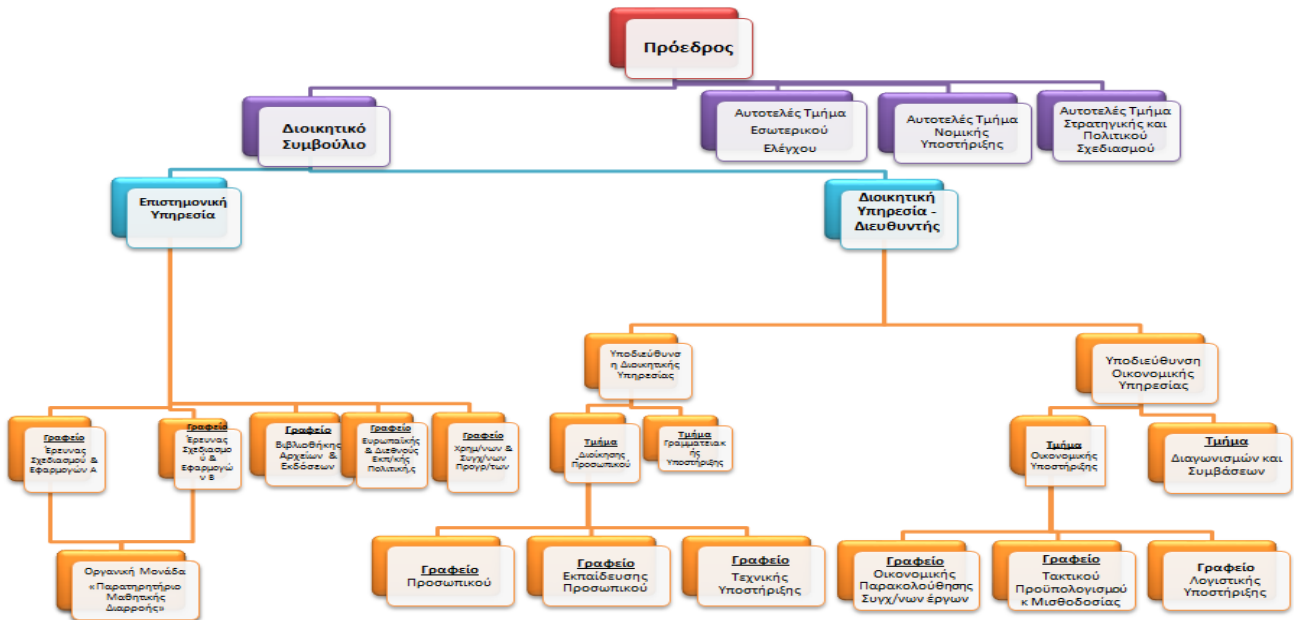 Πρόεδρος
Διοικητικό
Συμβούλιο
Αυτοτελές Τμήμα
Εσωτερικού
Ελέγχου
Αυτοτελές Τμήμα
Νομικής
Υποστήριξης
Αυτοτελές Τμήμα
Στρατηγικής και
Πολιτικού
Σχεδιασμού
Επιστημονική
Υπηρεσία
Διοικητική
Υπηρεσία -
Διευθυντής
Υποδιεύθυνσ
η Διοικητικής
Υπηρεσίας
Υποδιεύθυνση
Οικονομικής
Υπηρεσίας
Γραφείο
Έρευνας
Σχεδιασμού &
Εφαρμογών Α
Γραφείο
Έρευνας
Σχεδιασμο
ύ &
Εφαρμογώ
ν Β
Γραφείο
Βιβλιοθήκης
Αρχείων &
Εκδόσεων
Γραφείο
Ευρωπαϊκής
& Διεθνούς
Εκπ/κής
Πολιτική,ς
Γραφείο
Χρημ/νων &
Συγχ/νων
Προγρ/των
Τμήμα
Διοίκησης
Προσωπικού
Τμήμα
Γραμματειακ
ής
Υποστήριξης
Τμήμα
Οικονομικής
Υποστήριξης
Τμήμα
Διαγωνισμών και
Συμβάσεων
Οργανική Μονάδα
«Παρατηρητήριο
Μαθητικής
Διαρροής»
Γραφείο
Προσωπικού
Γραφείο
Εκπαίδευσης
Προσωπικού
Γραφείο
Τεχνικής
Υποστήριξης
Γραφείο
Οικονομικής
Παρακολούθησης
Συγχ/νων έργων
Γραφείο
Τακτικού
Προϋπολογισμού
κ Μισθοδοσίας
Γραφείο
Λογιστικής
Υποστήριξης